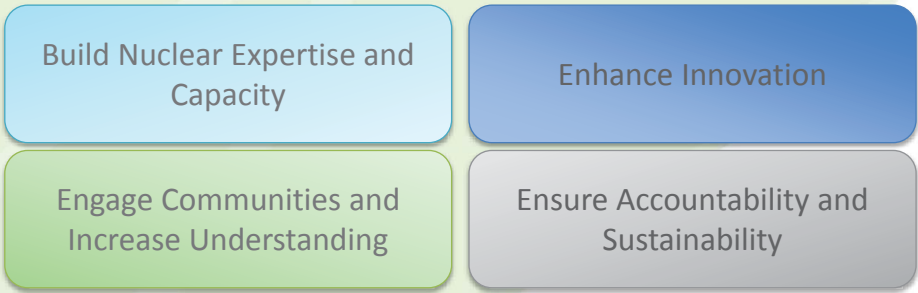 Build Nuclear Expertise and
Capacity
Enhance Innovation
Engage Communities and
Increase Understanding
Ensure Accountability and
Sustainability